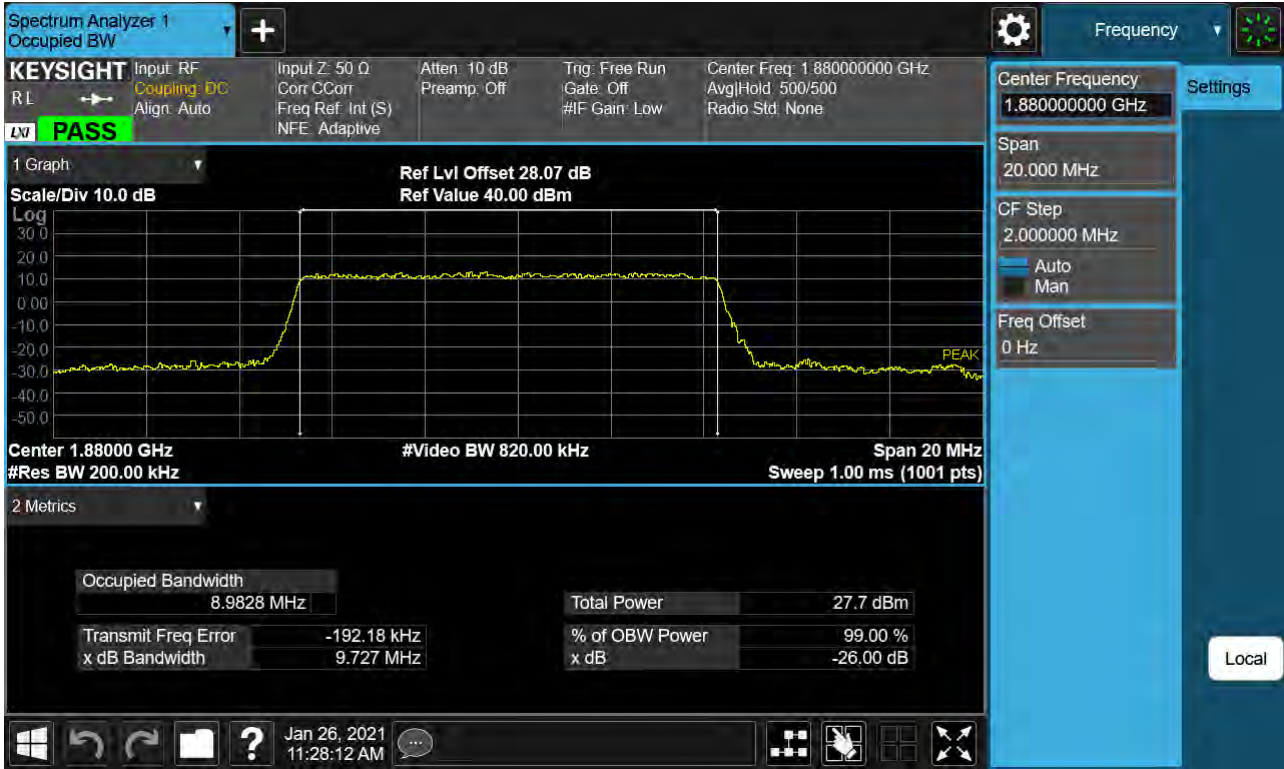 Spectrum Analyzer 1
Occupied BW
Frequency
KEYSIGHT
RL
LXI
PASS
Input: RF
Coupling: DC
Align: Auto
Input Z: 50 Ω
Corr CCorr
Freq Ref: Int (S)
NFE: Adaptive
Atten: 10 dB
Preamp: Off
Trig: Free Run
Gate: Off
#IF Gain: Low
Center Freq: 1.880000000 GHz
Avg|Hold: 500/500
Radio Std: None
Center Frequency
1.880000000 GHz
Settings
Span
20.000 MHz
CF Step
2.000000 MHz
Auto
Man
Freq Offset
0 Hz
Local
1 Graph
Ref Lvl Offset 28.07 dB
Scale/Div 10.0 dB
Ref Value 40.00 dBm
Log
30.0
20.0
10.0
0.00
-10.0
-20.0
-30.0
-40.0
-50.0
PEAK
Center 1.88000 GHz
#Video BW 820.00 kHz
Span 20 MHz
#Res BW 200.00 kHz
Sweep 1.00 ms (1001 pts)
2 Metrics
Occupied Bandwidth
8.9828 MHz
Total Power 27.7 dBm
Transmit Freq Error -192.18 kHz
% of OBW Power 99.00 %
x dB Bandwidth 9.727 MHz
x dB -26.00 dB
?
Jan 26, 2021
11:28:12 AM